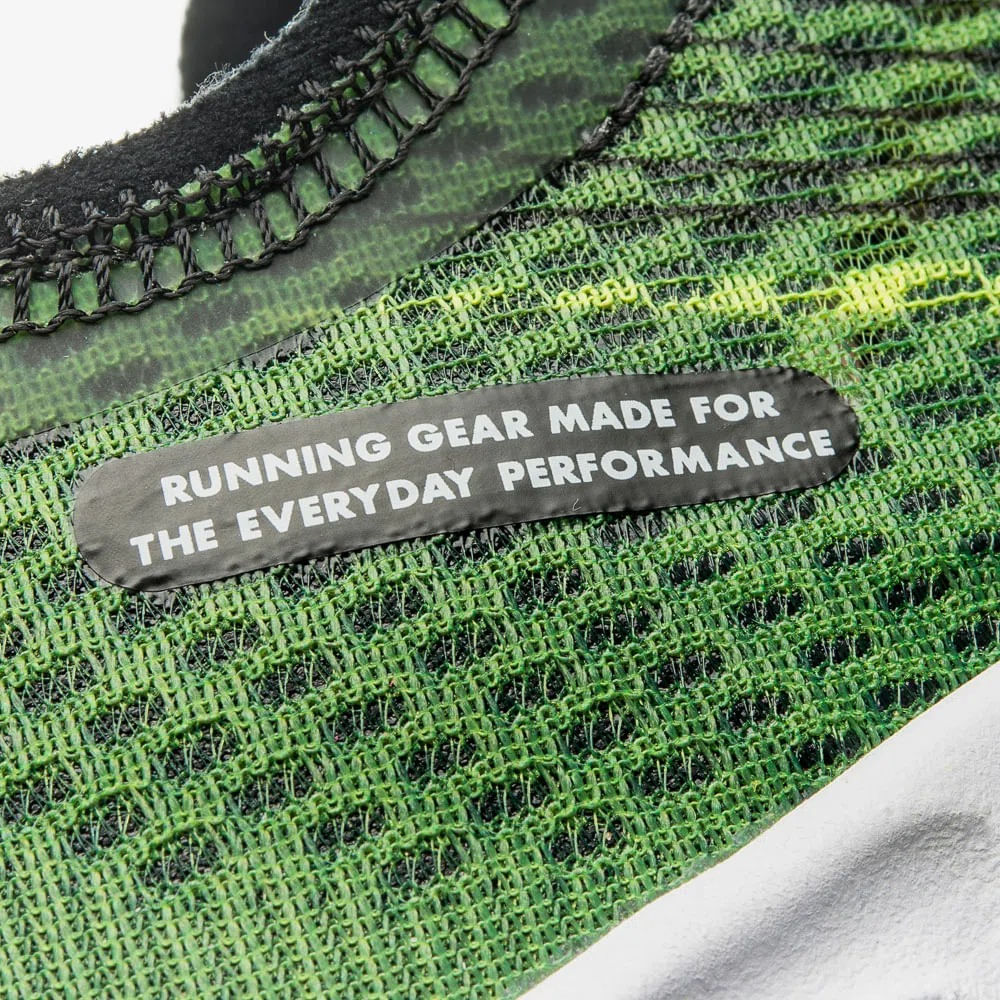 RUNNING GEAR MADE FOR
THE EVERYDAY PERFORMANCE